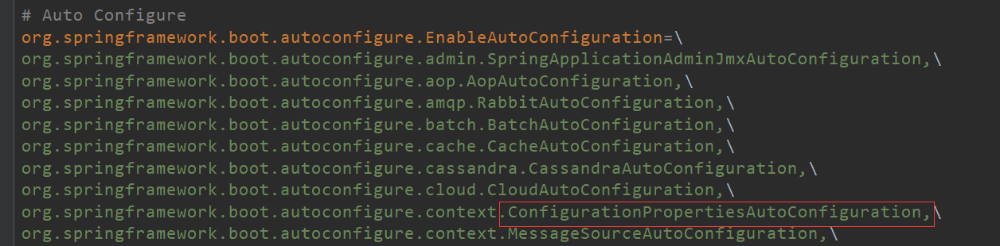 # Auto Configure
org.springframework.boot.autoconfigure.EnableAutoConfiguration=\
org.springframework.boot.autoconfigure.admin.SpringApplicationAdminJmxAutoConfiguration,\
org.springframework.boot.autoconfigure.aop.AopAutoConfiguration,\
org.springframework.boot.autoconfigure.amqp.RabbitAutoConfiguration,\
org.springframework.boot.autoconfigure.batch.BatchAutoConfiguration,\
org.springframework.boot.autoconfigure.cache.CacheAutoConfiguration,\
org.springframework.boot.autoconfigure.cassandra.CassandraAutoConfiguration,\
org.springframework.boot.autoconfigure.cloud.CloudAutoConfiguration,\
org.springframework.boot.autoconfigure.context.ConfigurationPropertiesAutoConfiguration,\
org.springframework.boot.autoconfigure.context.MessageSourceAutoConfiguration,\